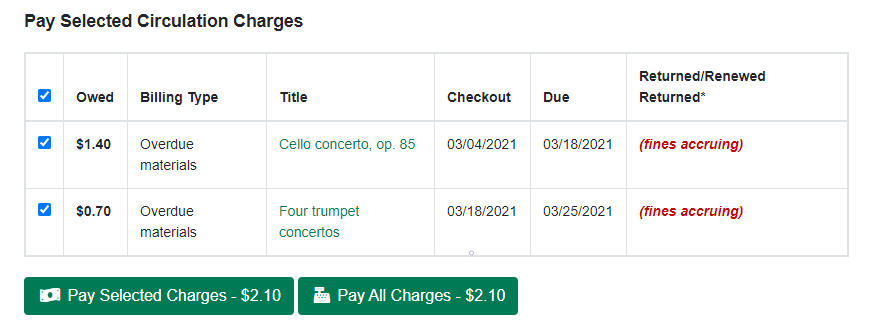 Pay Selected Circulation Charges
Returned/Renewed
Owed Billing Type Title Checkout Due Returned*
$1.40 Overdue Cello concerto, op. 85 03/04/2021 03/18/2021 (fines accruing)
materials
$0.70 Overdue Four trumpet 03/18/2021 03/25/2021 (fines accruing)
materials concertos
Pay Selected Charges - $2.10 Pay All Charges - $2.10